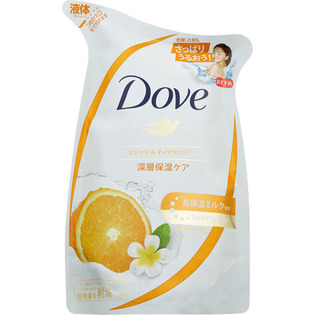 液体
乾燥した肌も
さっぱり
うるおう!
Dove
オレンジ&ティアラフラワー
深層保湿ケア
高保湿ミルク